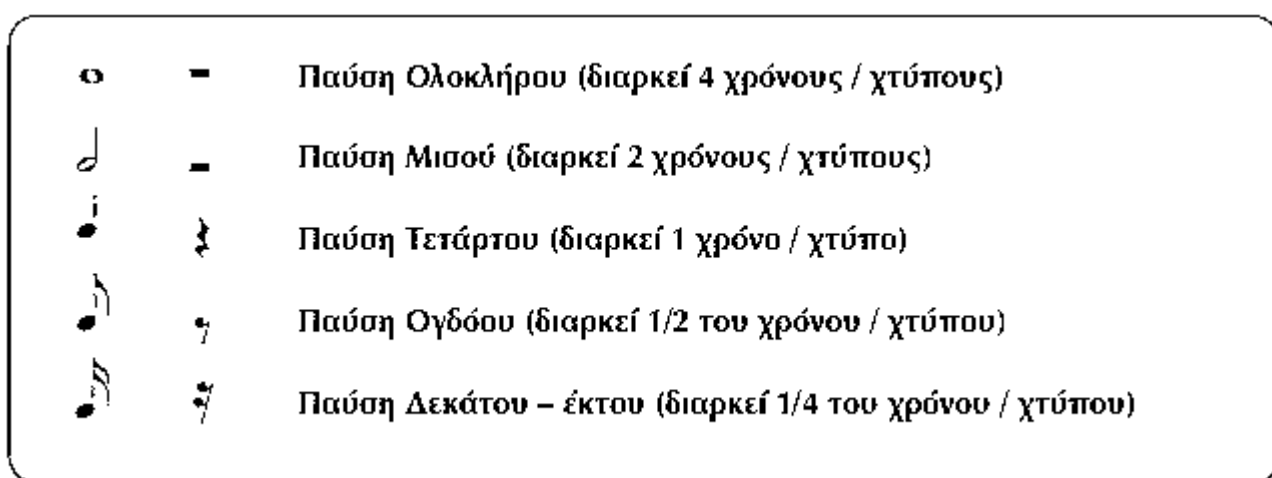 Παύση Ολοκλήρου (διαρκεί 4 χρόνους / χτύπους)
Παύση Μισού (διαρκεί 2 χρόνους / χτύπους)
Παύση Τετάρτου (διαρκεί 1 χρόνο / χτύπο)
Παύση Ογδόου (διαρκεί 1/2 του χρόνου / χτύπου)
Παύση Δεκάτου – έκτου (διαρκεί 1/4 του χρόνου / χτύπου)